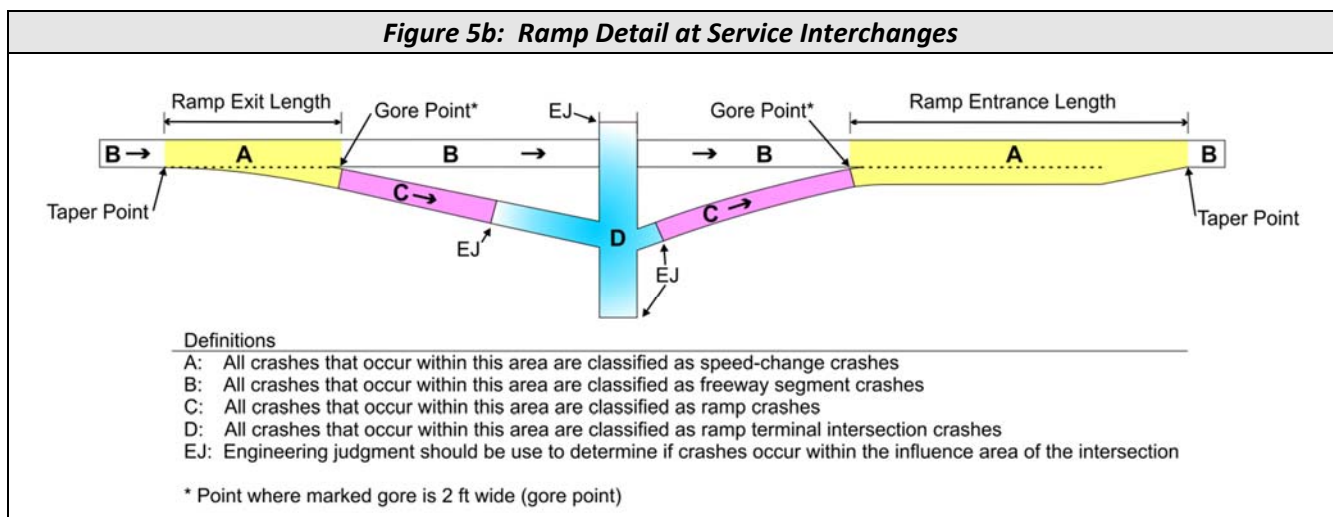 Figure 5b: Ramp Detail at Service Interchanges
Ramp Exit Length
Gore Point*
EJ
Gore Point*
Ramp Entrance Length
B → A B → → B A B
Taper Point
C →
EJ
D
C →
EJ
Taper Point
Definitions
A: All crashes that occur within this area are classified as speed-change crashes
B: All crashes that occur within this area are classified as freeway segment crashes
C: All crashes that occur within this area are classified as ramp crashes
D: All crashes that occur within this area are classified as ramp terminal intersection crashes
EJ: Engineering judgment should be use to determine if crashes occur within the influence area of the intersection
* Point where marked gore is 2 ft wide (gore point)